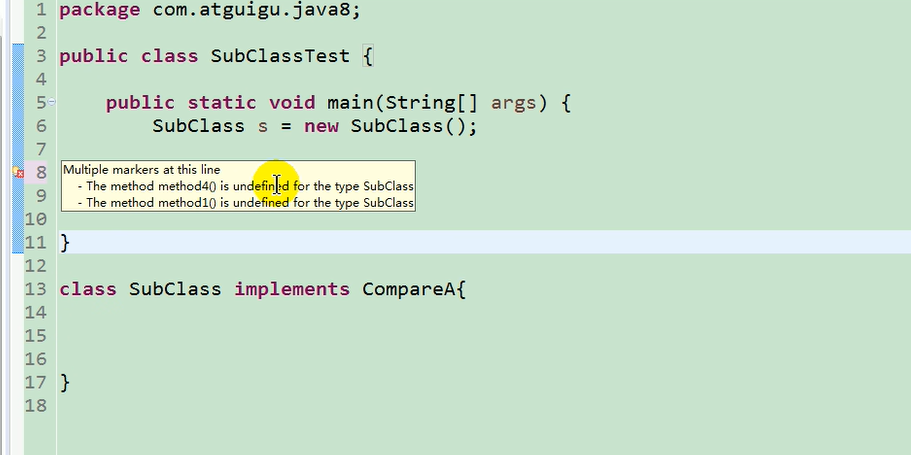 1 package com.atguigu.java8;
2
3 public class SubClassTest {
4
5 public static void main(String[] args) {
6 SubClass s = new SubClass();
7
8 Multiple markers at this line
- The method method4() is undefined for the type SubClass
9 - The method method1() is undefined for the type SubClass
10
11 }
12
13 class SubClass implements CompareA{
14
15
16
17 }
18